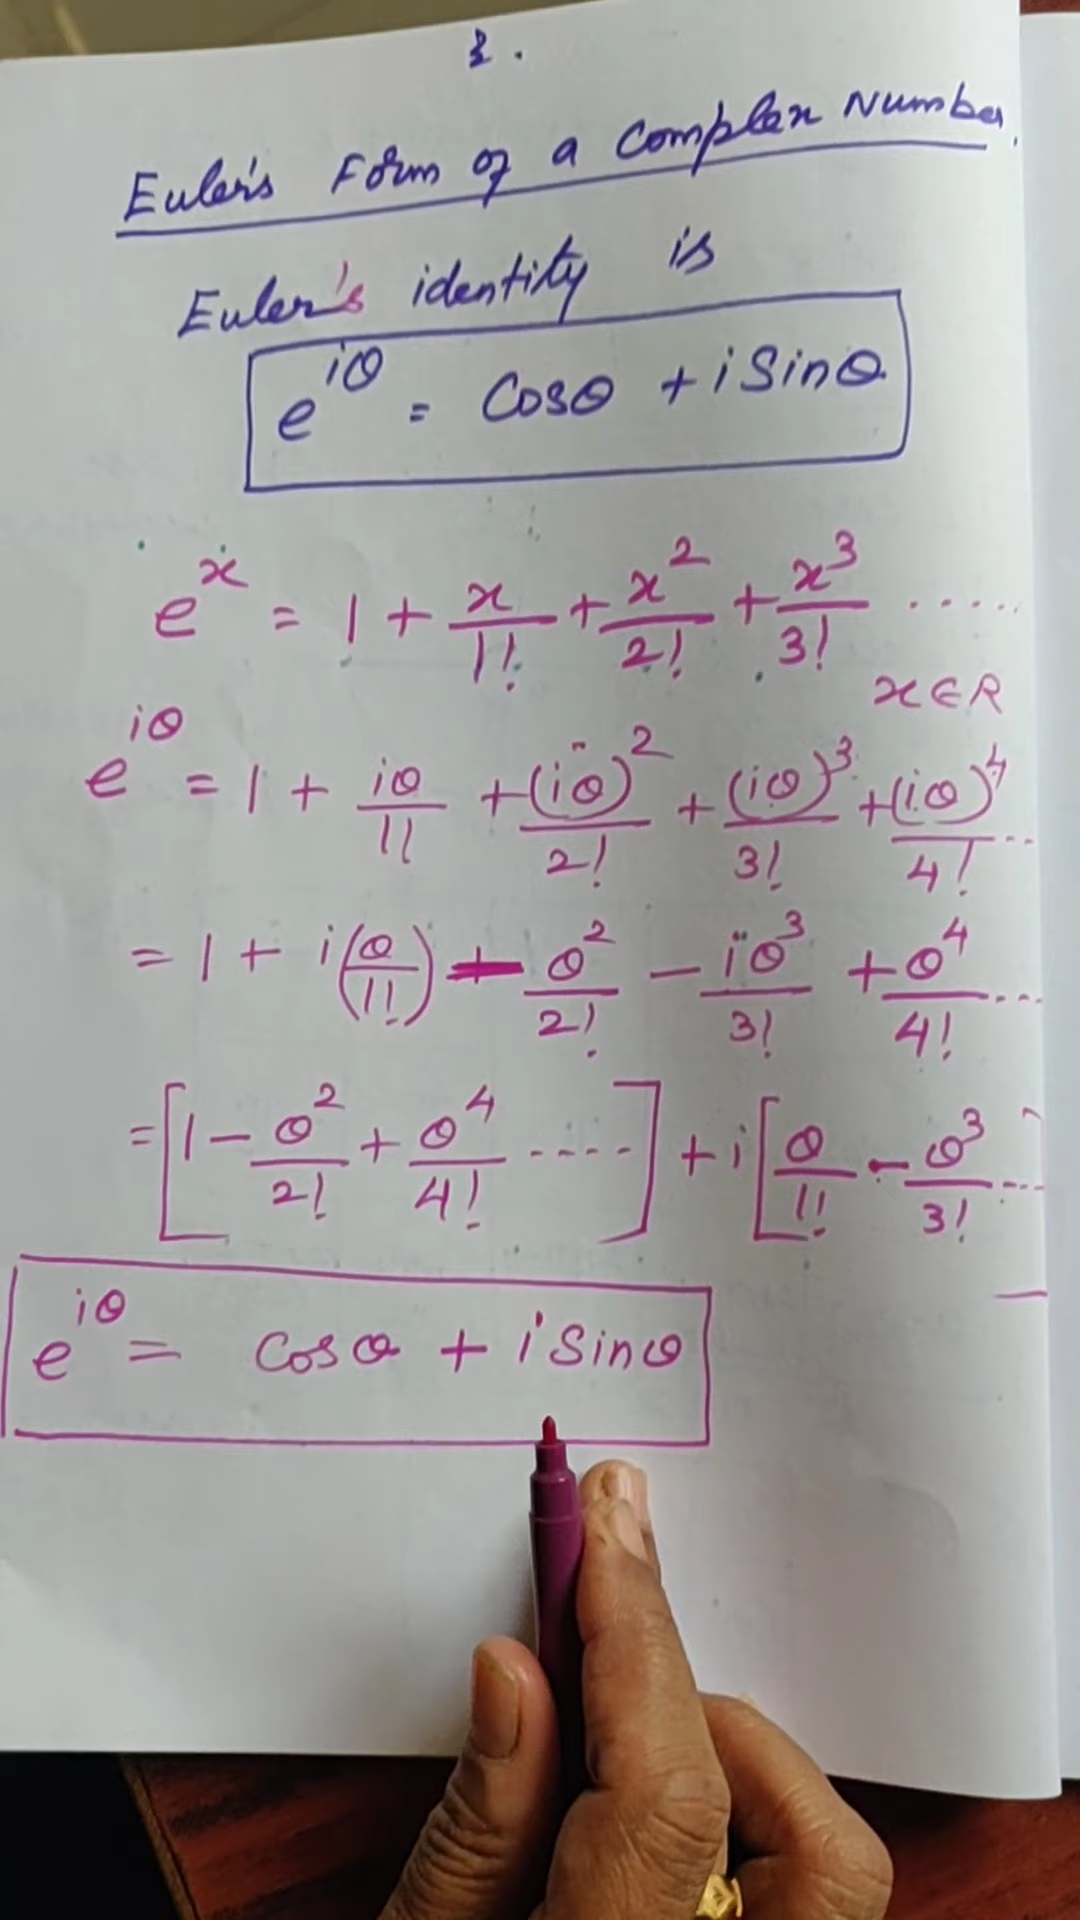 3.
Euler's Form of a Complex Number.
Euler's identity is
e^{iθ} = Cosθ + i Sinθ
e^x = 1 + x/1! + x^2/2! + x^3/3! .....
x ∈ R
e^{iθ} = 1 + iθ/1! + (iθ)^2/2! + (iθ)^3/3! + (iθ)^4/4! ...
= 1 + i(θ/1!) - θ^2/2! - iθ^3/3! + θ^4/4! ...
= [1 - θ^2/2! + θ^4/4! .....] + i[θ/1! - θ^3/3! ...
e^{iθ} = Cosθ + i Sinθ